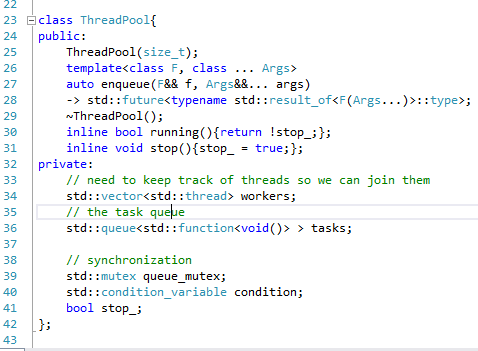 22
23 class ThreadPool{
24 public:
25     ThreadPool(size_t);
26     template<class F, class ... Args>
27     auto enqueue(F&& f, Args&&... args)
28     -> std::future<typename std::result_of<F(Args...)>::type>;
29     ~ThreadPool();
30     inline bool running(){return !stop_;};
31     inline void stop(){stop_ = true;};
32 private:
33     // need to keep track of threads so we can join them
34     std::vector<std::thread> workers;
35     // the task queue
36     std::queue<std::function<void()> > tasks;
37
38     // synchronization
39     std::mutex queue_mutex;
40     std::condition_variable condition;
41     bool stop_;
42 };
43